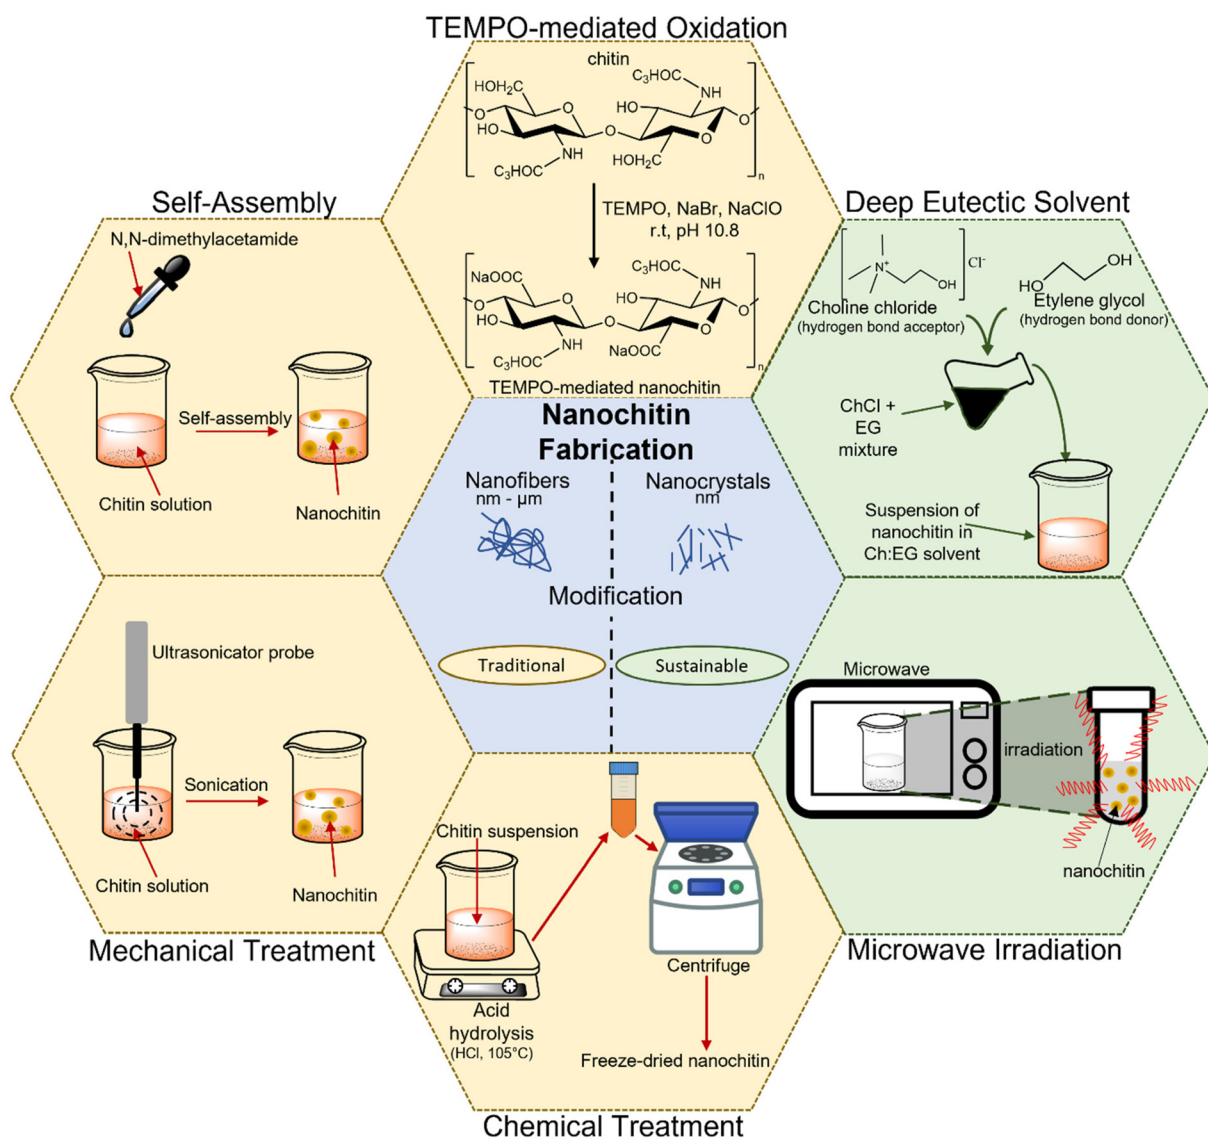 TEMPO-mediated Oxidation
chitin
HOH₂C
O
O
HO
NH
C₃HOC
O
C₃HOC
NH
HO
O
HOH₂C
O
n
TEMPO, NaBr, NaClO
r.t, pH 10.8
NaOOC
O
O
HO
NH
C₃HOC
O
C₃HOC
NH
HO
O
NaOOC
O
n
TEMPO-mediated nanochitin
Self-Assembly
N,N-dimethylacetamide
Self-assembly
Chitin solution
Nanochitin
Deep Eutectic Solvent
N⁺
OH
Cl⁻
Choline chloride
(hydrogen bond acceptor)
OH
HO
Etylene glycol
(hydrogen bond donor)
ChCl +
EG
mixture
Suspension of
nanochitin in
Ch:EG solvent
Nanochitin
Fabrication
Nanofibers
nm - μm
Nanocrystals
nm
Modification
Traditional
Sustainable
Ultrasonicator probe
Sonication
Chitin solution
Nanochitin
Mechanical Treatment
Microwave
irradiation
nanochitin
Microwave Irradiation
Chitin suspension
Acid
hydrolysis
(HCl, 105°C)
Centrifuge
Freeze-dried nanochitin
Chemical Treatment